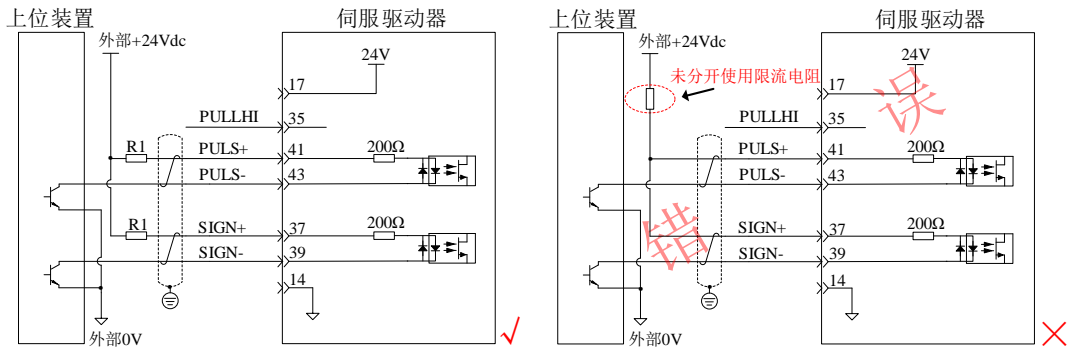 上位装置
伺服驱动器
外部+24Vdc
24V
17
PULLHI
35
R1
PULS+
41
200Ω
PULS-
43
R1
SIGN+
37
200Ω
SIGN-
39
14
外部0V
√
上位装置
伺服驱动器
外部+24Vdc
24V
未分开使用限流电阻
17
误
PULLHI
35
PULS+
41
200Ω
PULS-
43
错
SIGN+
37
200Ω
SIGN-
39
14
外部0V
×